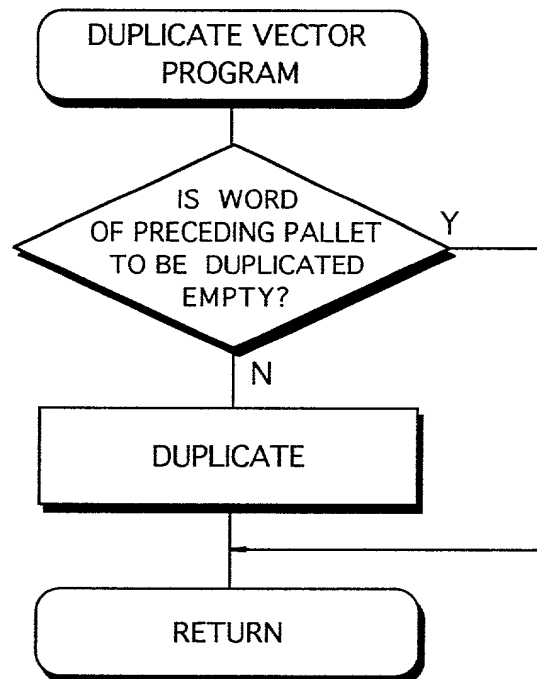 DUPLICATE VECTOR
PROGRAM
IS WORD
OF PRECEDING PALLET
TO BE DUPLICATED
EMPTY?
Y
N
DUPLICATE
RETURN